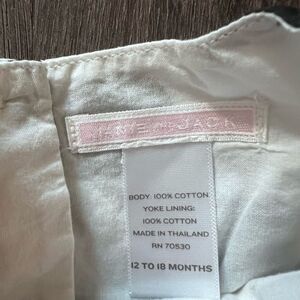 JANIE AND JACK
BODY: 100% COTTON
YOKE LINING:
100% COTTON
MADE IN THAILAND
RN 70530
12 TO 18 MONTHS